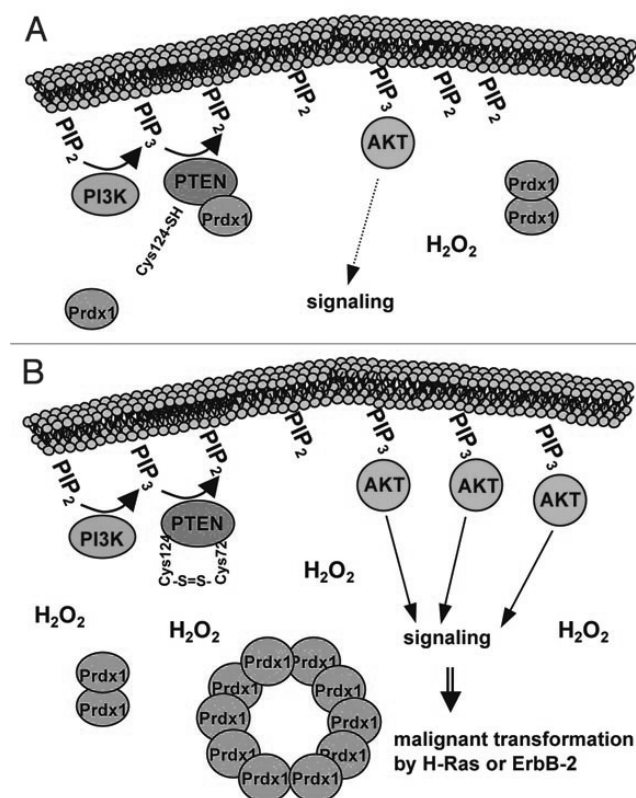 A
PIP2
PIP3
PIP2
PIP2
PIP3
PIP2
PIP2
PI3K
PTEN
Prdx1
AKT
Prdx1
Prdx1
Cys124-SH
H2O2
Prdx1
signaling
B
PIP2
PIP3
PIP2
PIP2
PIP3
PIP3
PIP3
PI3K
PTEN
AKT
AKT
AKT
Cys124
-S=S-
Cys72
H2O2
H2O2
H2O2
signaling
H2O2
Prdx1
Prdx1
Prdx1
Prdx1
Prdx1
Prdx1
Prdx1
Prdx1
Prdx1
Prdx1
Prdx1
Prdx1
malignant transformation
by H-Ras or ErbB-2